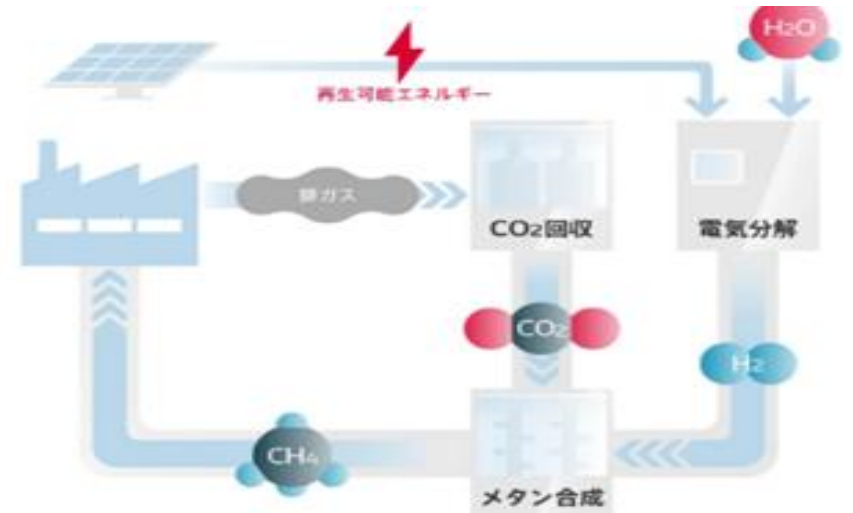 H2O
再生可能エネルギー
排ガス
CO2回収
電気分解
CO2
H2
CH4
メタン合成